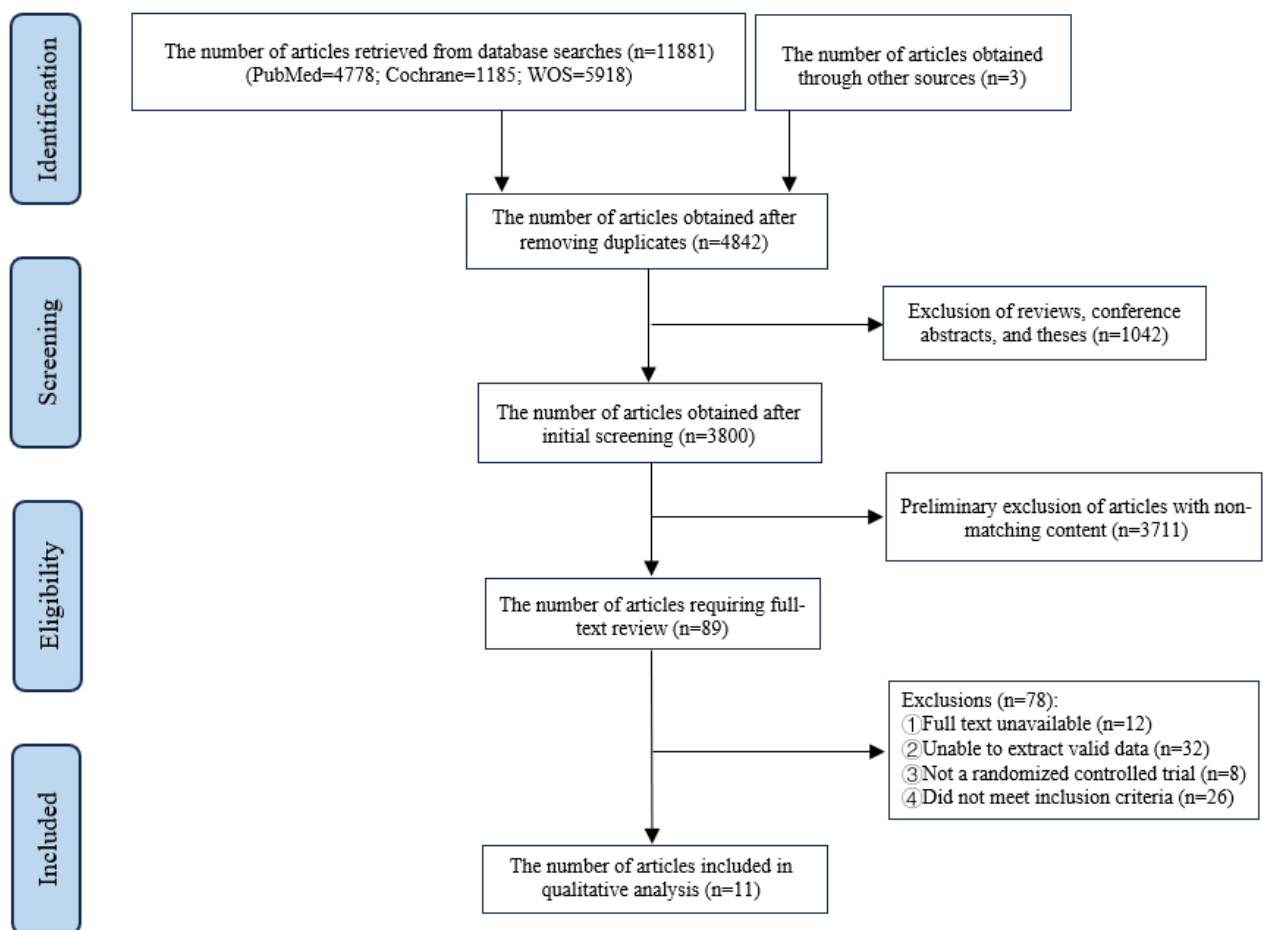 Identification
The number of articles retrieved from database searches (n=11881)
(PubMed=4778; Cochrane=1185; WOS=5918)
The number of articles obtained
through other sources (n=3)
The number of articles obtained after
removing duplicates (n=4842)
Screening
Exclusion of reviews, conference
abstracts, and theses (n=1042)
The number of articles obtained after
initial screening (n=3800)
Preliminary exclusion of articles with non-
matching content (n=3711)
Eligibility
The number of articles requiring full-
text review (n=89)
Exclusions (n=78):
①Full text unavailable (n=12)
②Unable to extract valid data (n=32)
③Not a randomized controlled trial (n=8)
④Did not meet inclusion criteria (n=26)
Included
The number of articles included in
qualitative analysis (n=11)